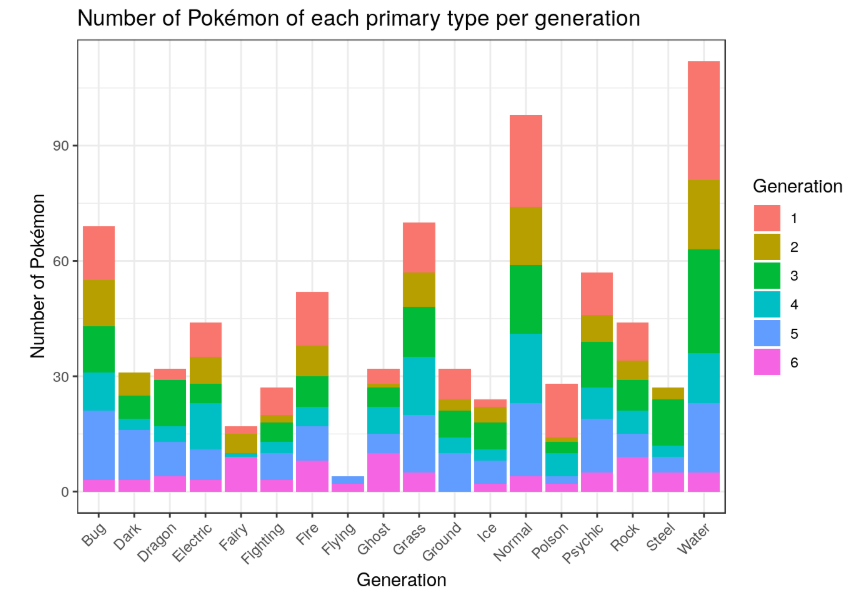 Number of Pokémon of each primary type per generation
Number of Pokémon
90
60
30
0
Bug
Dark
Dragon
Electric
Fairy
Fighting
Fire
Flying
Ghost
Grass
Ground
Ice
Normal
Poison
Psychic
Rock
Steel
Water
Generation
Generation
1
2
3
4
5
6